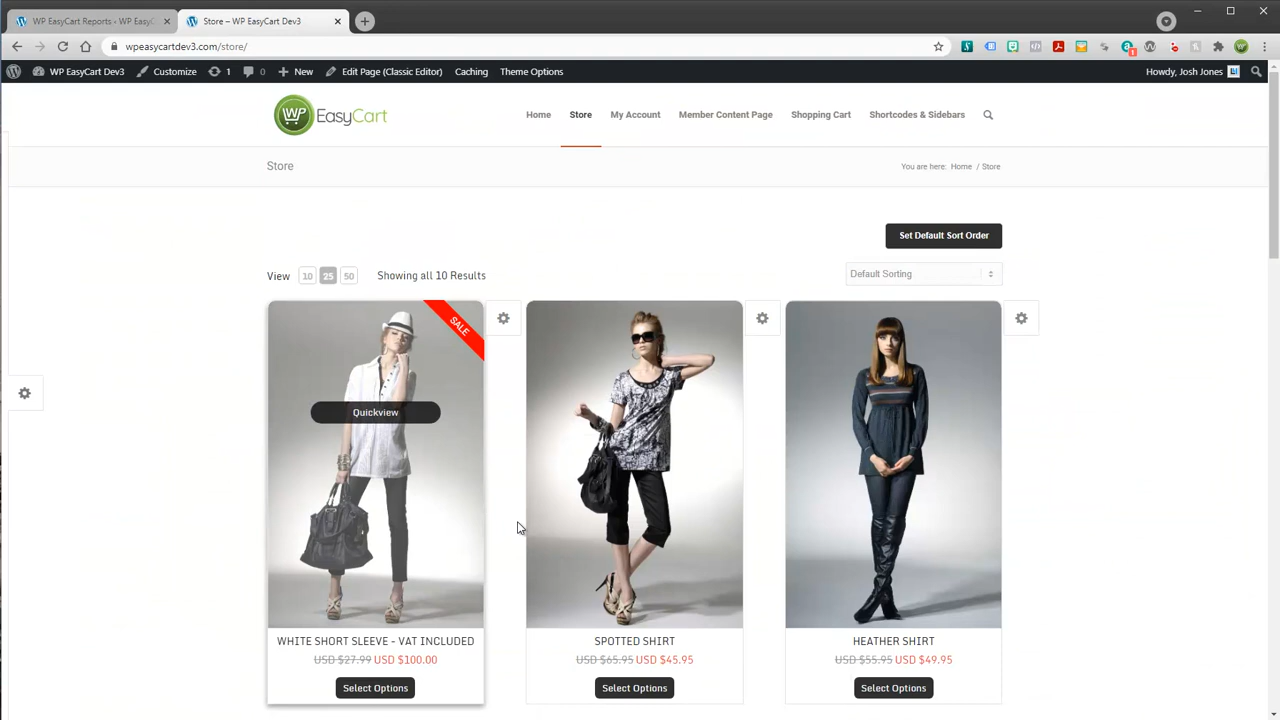 WP EasyCart Reports ‹ WP EasyC
Store – WP EasyCart Dev3
wpeasycartdev3.com/store/
WP EasyCart Dev3
Customize
1
0
New
Edit Page (Classic Editor)
Caching
Theme Options
Howdy, Josh Jones
WP EasyCart
Home
Store
My Account
Member Content Page
Shopping Cart
Shortcodes & Sidebars
Store
You are here: Home / Store
Set Default Sort Order
View 10 25 50 Showing all 10 Results
Default Sorting
SALE
Quickview
WHITE SHORT SLEEVE - VAT INCLUDED
USD $27.99 USD $100.00
Select Options
SPOTTED SHIRT
USD $65.95 USD $45.95
Select Options
HEATHER SHIRT
USD $55.95 USD $49.95
Select Options